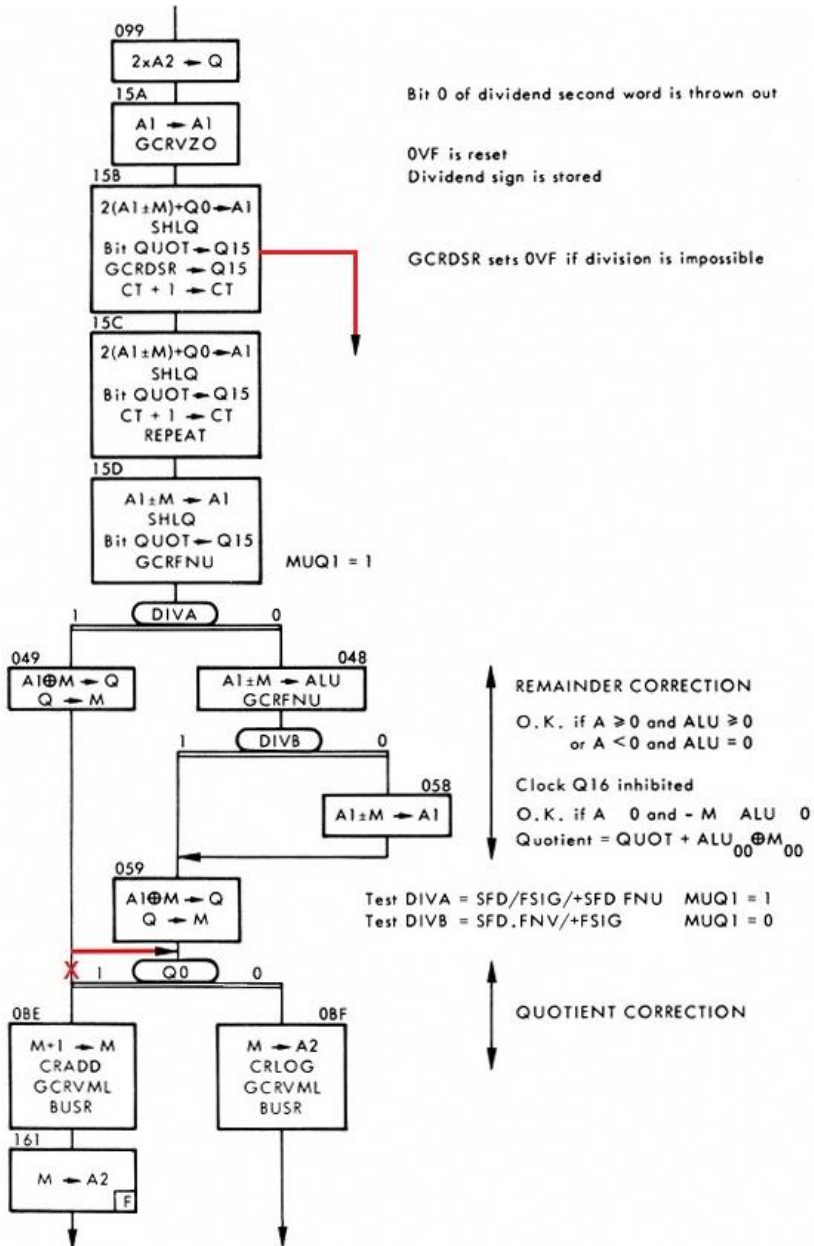 099
2xA2 → Q
Bit 0 of dividend second word is thrown out
15A
A1 → A1
GCRVZO
0VF is reset
Dividend sign is stored
15B
2(A1±M)+Q0→A1
SHLQ
Bit QUOT→Q15
GCRDSR → Q15
CT + 1 → CT
GCRDSR sets 0VF if division is impossible
15C
2(A1±M)+Q0→A1
SHLQ
Bit QUOT→Q15
CT + 1 → CT
REPEAT
15D
A1±M → A1
SHLQ
Bit QUOT→Q15
GCRFNU
MUQ1 = 1
1 DIVA 0
049
A1⊕M → Q
Q → M
048
A1±M → ALU
GCRFNU
1 DIVB 0
058
A1±M → A1
REMAINDER CORRECTION
O.K. if A ≥ 0 and ALU ≥ 0
or A < 0 and ALU = 0
Clock Q16 inhibited
O.K. if A 0 and - M ALU 0
Quotient = QUOT + ALU00⊕M00
059
A1⊕M → Q
Q → M
Test DIVA = SFD/FSIG/+SFD FNU MUQ1 = 1
Test DIVB = SFD.FNV/+FSIG MUQ1 = 0
X
1 Q0 0
QUOTIENT CORRECTION
0BE
M+1 → M
CRADD
GCRVML
BUSR
0BF
M → A2
CRLOG
GCRVML
BUSR
161
M → A2
F